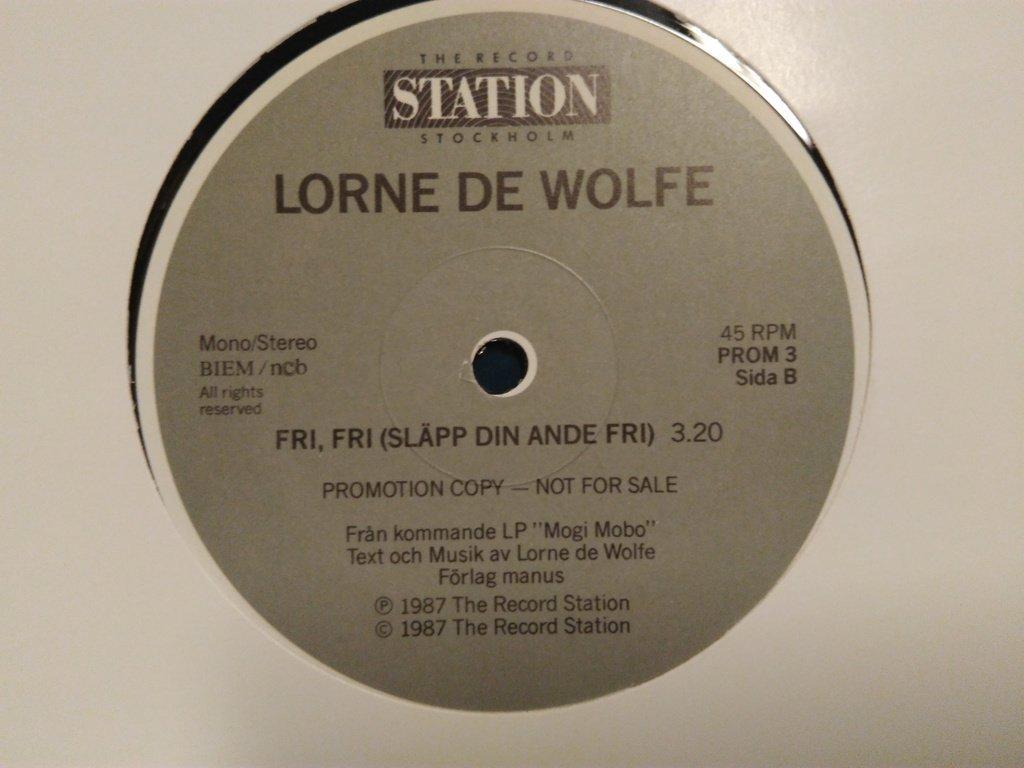 THE RECORD
STATION
STOCKHOLM
LORNE DE WOLFE
Mono/Stereo
BIEM/ncb
All rights
reserved
45 RPM
PROM 3
Sida B
FRI, FRI (SLÄPP DIN ANDE FRI) 3.20
PROMOTION COPY — NOT FOR SALE
Från kommande LP "Mogi Mobo"
Text och Musik av Lorne de Wolfe
Förlag manus
℗ 1987 The Record Station
© 1987 The Record Station